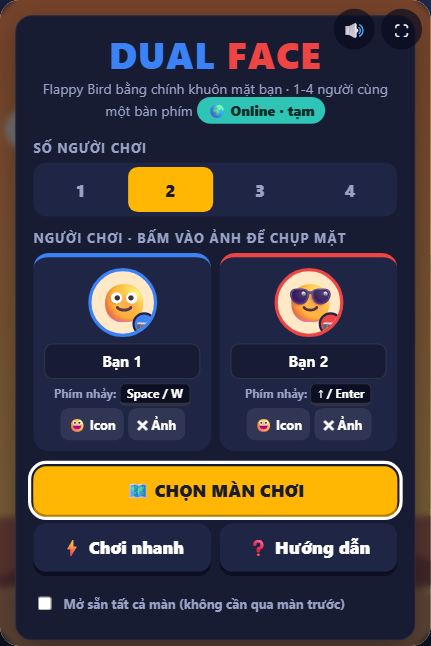 DUAL FACE
Flappy Bird bằng chính khuôn mặt bạn · 1-4 người cùng
một bàn phím Online · tạm
SỐ NGƯỜI CHƠI
1 2 3 4
NGƯỜI CHƠI · BẤM VÀO ẢNH ĐỂ CHỤP MẶT
Bạn 1 Bạn 2
Phím nhảy: Space / W Phím nhảy: ↑ / Enter
Icon Ảnh Icon Ảnh
CHỌN MÀN CHƠI
Chơi nhanh Hướng dẫn
Mở sẵn tất cả màn (không cần qua màn trước)